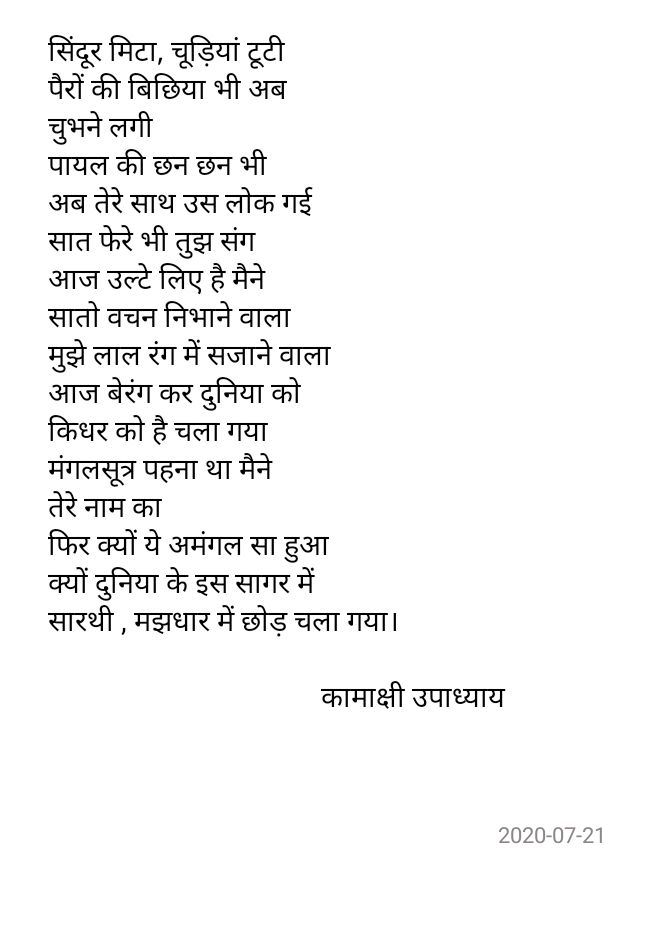 सिंदूर मिटा, चूड़ियां टूटी
पैरों की बिछिया भी अब
चुभने लगी
पायल की छन छन भी
अब तेरे साथ उस लोक गई
सात फेरे भी तुझ संग
आज उल्टे लिए है मैने
सातो वचन निभाने वाला
मुझे लाल रंग में सजाने वाला
आज बेरंग कर दुनिया को
किधर को है चला गया
मंगलसूत्र पहना था मैने
तेरे नाम का
फिर क्यों ये अमंगल सा हुआ
क्यों दुनिया के इस सागर में
सारथी , मझधार में छोड़ चला गया।
कामाक्षी उपाध्याय
2020-07-21